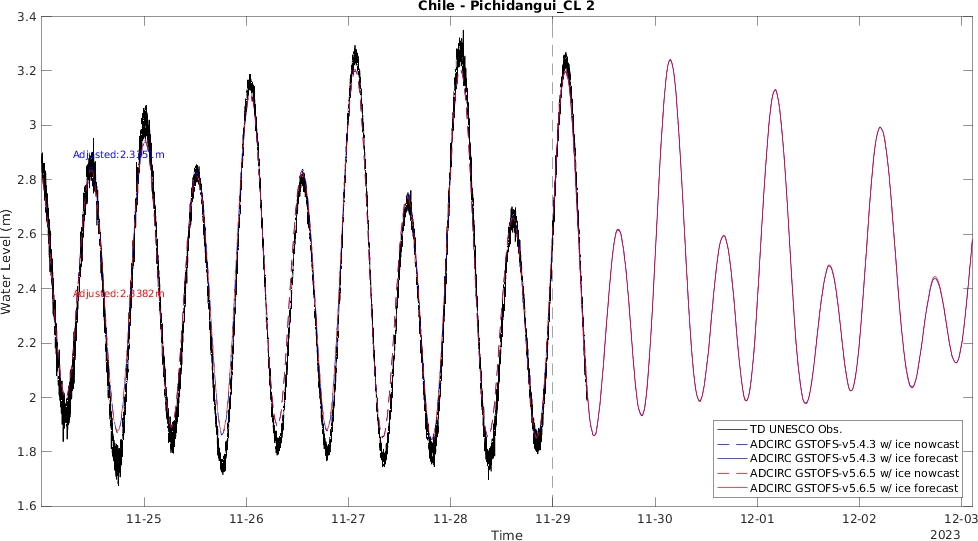 Chile - Pichidangui_CL 2
3.4
3.2
3
2.8
2.6
2.4
2.2
2
1.8
1.6
Water Level (m)
Adjusted:2.3382m
TD UNESCO Obs.
ADCIRC GSTOFS-v5.4.3 w/ ice nowcast
ADCIRC GSTOFS-v5.4.3 w/ ice forecast
ADCIRC GSTOFS-v5.6.5 w/ ice nowcast
ADCIRC GSTOFS-v5.6.5 w/ ice forecast
11-25
11-26
11-27
11-28
11-29
11-30
12-01
12-02
12-03
Time
2023